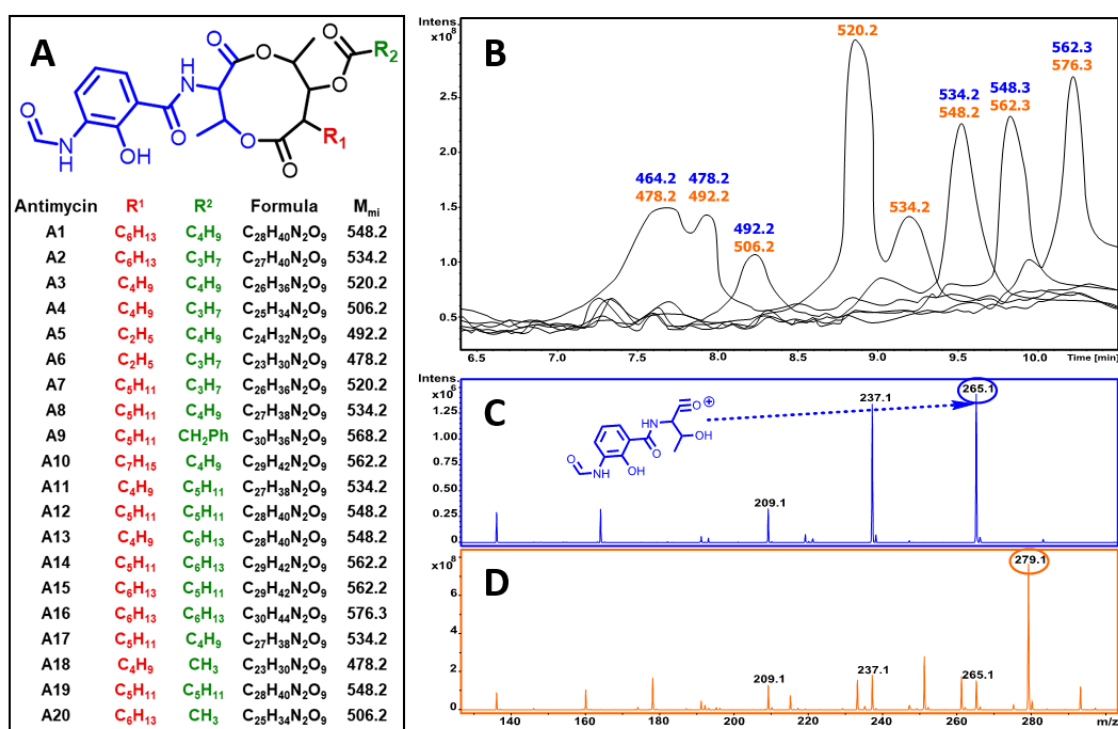 A
O
O
O
R₂
O
N
H
O
R₁
O
O
O
N
H
OH
Antimycin R¹ R² Formula Mₘᵢ
A1 C₆H₁₃ C₄H₉ C₂₈H₄₀N₂O₉ 548.2
A2 C₆H₁₃ C₃H₇ C₂₇H₄₀N₂O₉ 534.2
A3 C₄H₉ C₄H₉ C₂₆H₃₆N₂O₉ 520.2
A4 C₄H₉ C₃H₇ C₂₅H₃₄N₂O₉ 506.2
A5 C₂H₅ C₄H₉ C₂₄H₃₂N₂O₉ 492.2
A6 C₂H₅ C₃H₇ C₂₃H₃₀N₂O₉ 478.2
A7 C₅H₁₁ C₃H₇ C₂₆H₃₆N₂O₉ 520.2
A8 C₅H₁₁ C₄H₉ C₂₇H₃₈N₂O₉ 534.2
A9 C₅H₁₁ CH₂Ph C₃₀H₃₆N₂O₉ 568.2
A10 C₇H₁₅ C₄H₉ C₂₉H₄₂N₂O₉ 562.2
A11 C₄H₉ C₅H₁₁ C₂₇H₃₈N₂O₉ 534.2
A12 C₅H₁₁ C₅H₁₁ C₂₈H₄₀N₂O₉ 548.2
A13 C₄H₉ C₆H₁₃ C₂₈H₄₀N₂O₉ 548.2
A14 C₅H₁₁ C₆H₁₃ C₂₉H₄₂N₂O₉ 562.2
A15 C₆H₁₃ C₅H₁₁ C₂₉H₄₂N₂O₉ 562.2
A16 C₆H₁₃ C₆H₁₃ C₃₀H₄₄N₂O₉ 576.3
A17 C₅H₁₁ C₄H₉ C₂₇H₃₈N₂O₉ 534.2
A18 C₄H₉ CH₃ C₂₃H₃₀N₂O₉ 478.2
A19 C₅H₁₁ C₅H₁₁ C₂₈H₄₀N₂O₉ 548.2
A20 C₆H₁₃ CH₃ C₂₅H₃₄N₂O₉ 506.2
Intens.
x10⁸
B
520.2
562.3
576.3
548.3
562.3
534.2
548.2
534.2
464.2
478.2
478.2
492.2
492.2
506.2
2.5
2.0
1.5
1.0
0.5
6.5 7.0 7.5 8.0 8.5 9.0 9.5 10.0 Time [min]
Intens.
x10⁶
C
265.1
237.1
209.1
O
⊕
HN
OH
O
O
NH
OH
1.25
1.00
0.75
0.50
0.25
0
x10⁸
D
279.1
265.1
237.1
209.1
6
4
2
0
140 160 180 200 220 240 260 280 m/z